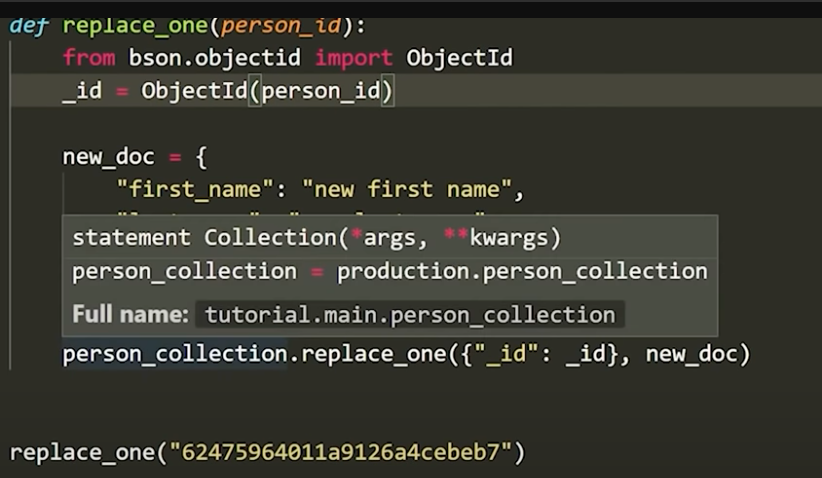 def replace_one(person_id):
from bson.objectid import ObjectId
_id = ObjectId(person_id)
new_doc = {
"first_name": "new first name",
statement Collection(*args, **kwargs)
person_collection = production.person_collection
Full name: tutorial.main.person_collection
person_collection.replace_one({"_id": _id}, new_doc)
replace_one("62475964011a9126a4cebeb7")